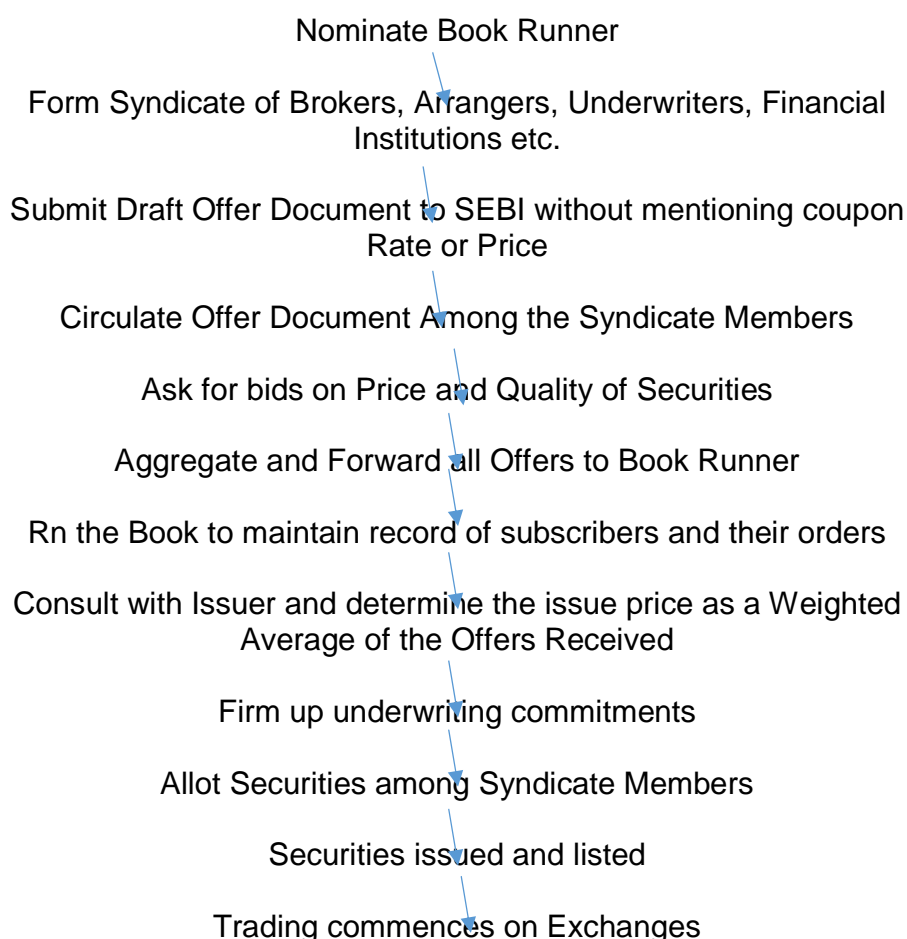 Nominate Book Runner
Form Syndicate of Brokers, Arrangers, Underwriters, Financial
Institutions etc.
Submit Draft Offer Document to SEBI without mentioning coupon
Rate or Price
Circulate Offer Document Among the Syndicate Members
Ask for bids on Price and Quality of Securities
Aggregate and Forward all Offers to Book Runner
Rn the Book to maintain record of subscribers and their orders
Consult with Issuer and determine the issue price as a Weighted
Average of the Offers Received
Firm up underwriting commitments
Allot Securities among Syndicate Members
Securities issued and listed
Trading commences on Exchanges